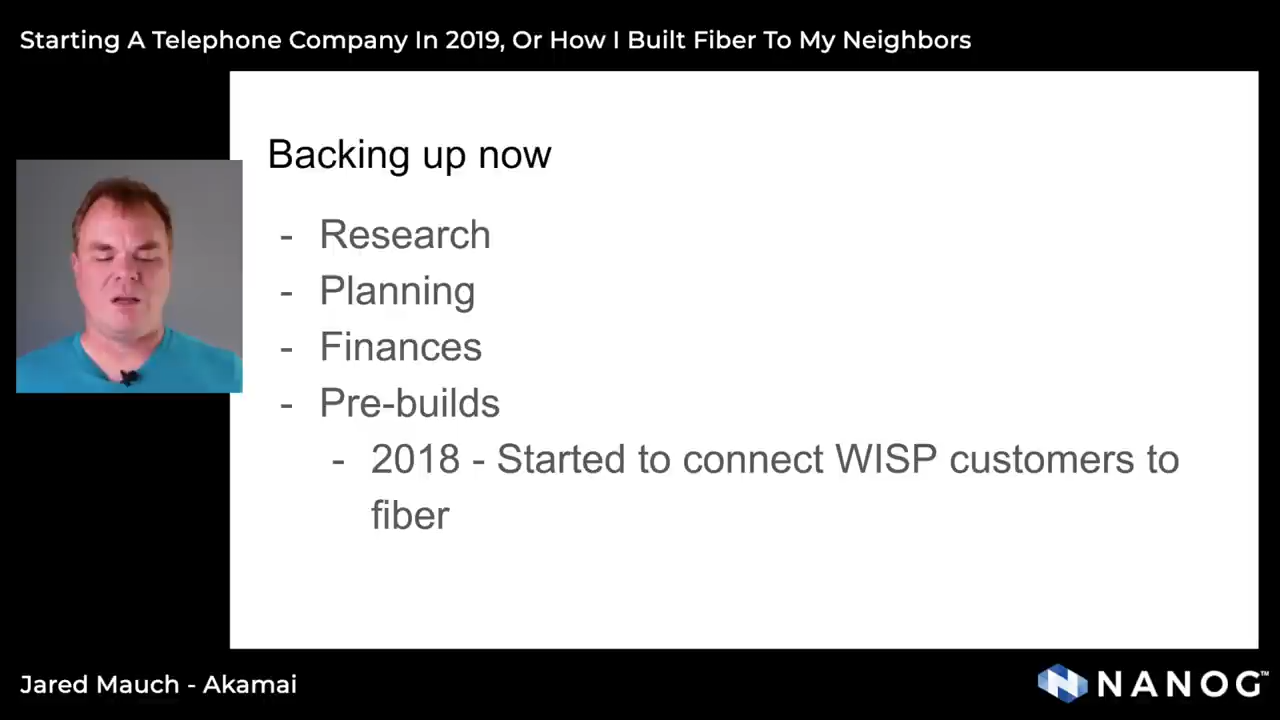 Starting A Telephone Company In 2019, Or How I Built Fiber To My Neighbors
Backing up now
- Research
- Planning
- Finances
- Pre-builds
- 2018 - Started to connect WISP customers to
fiber
Jared Mauch - Akamai
NANOG™